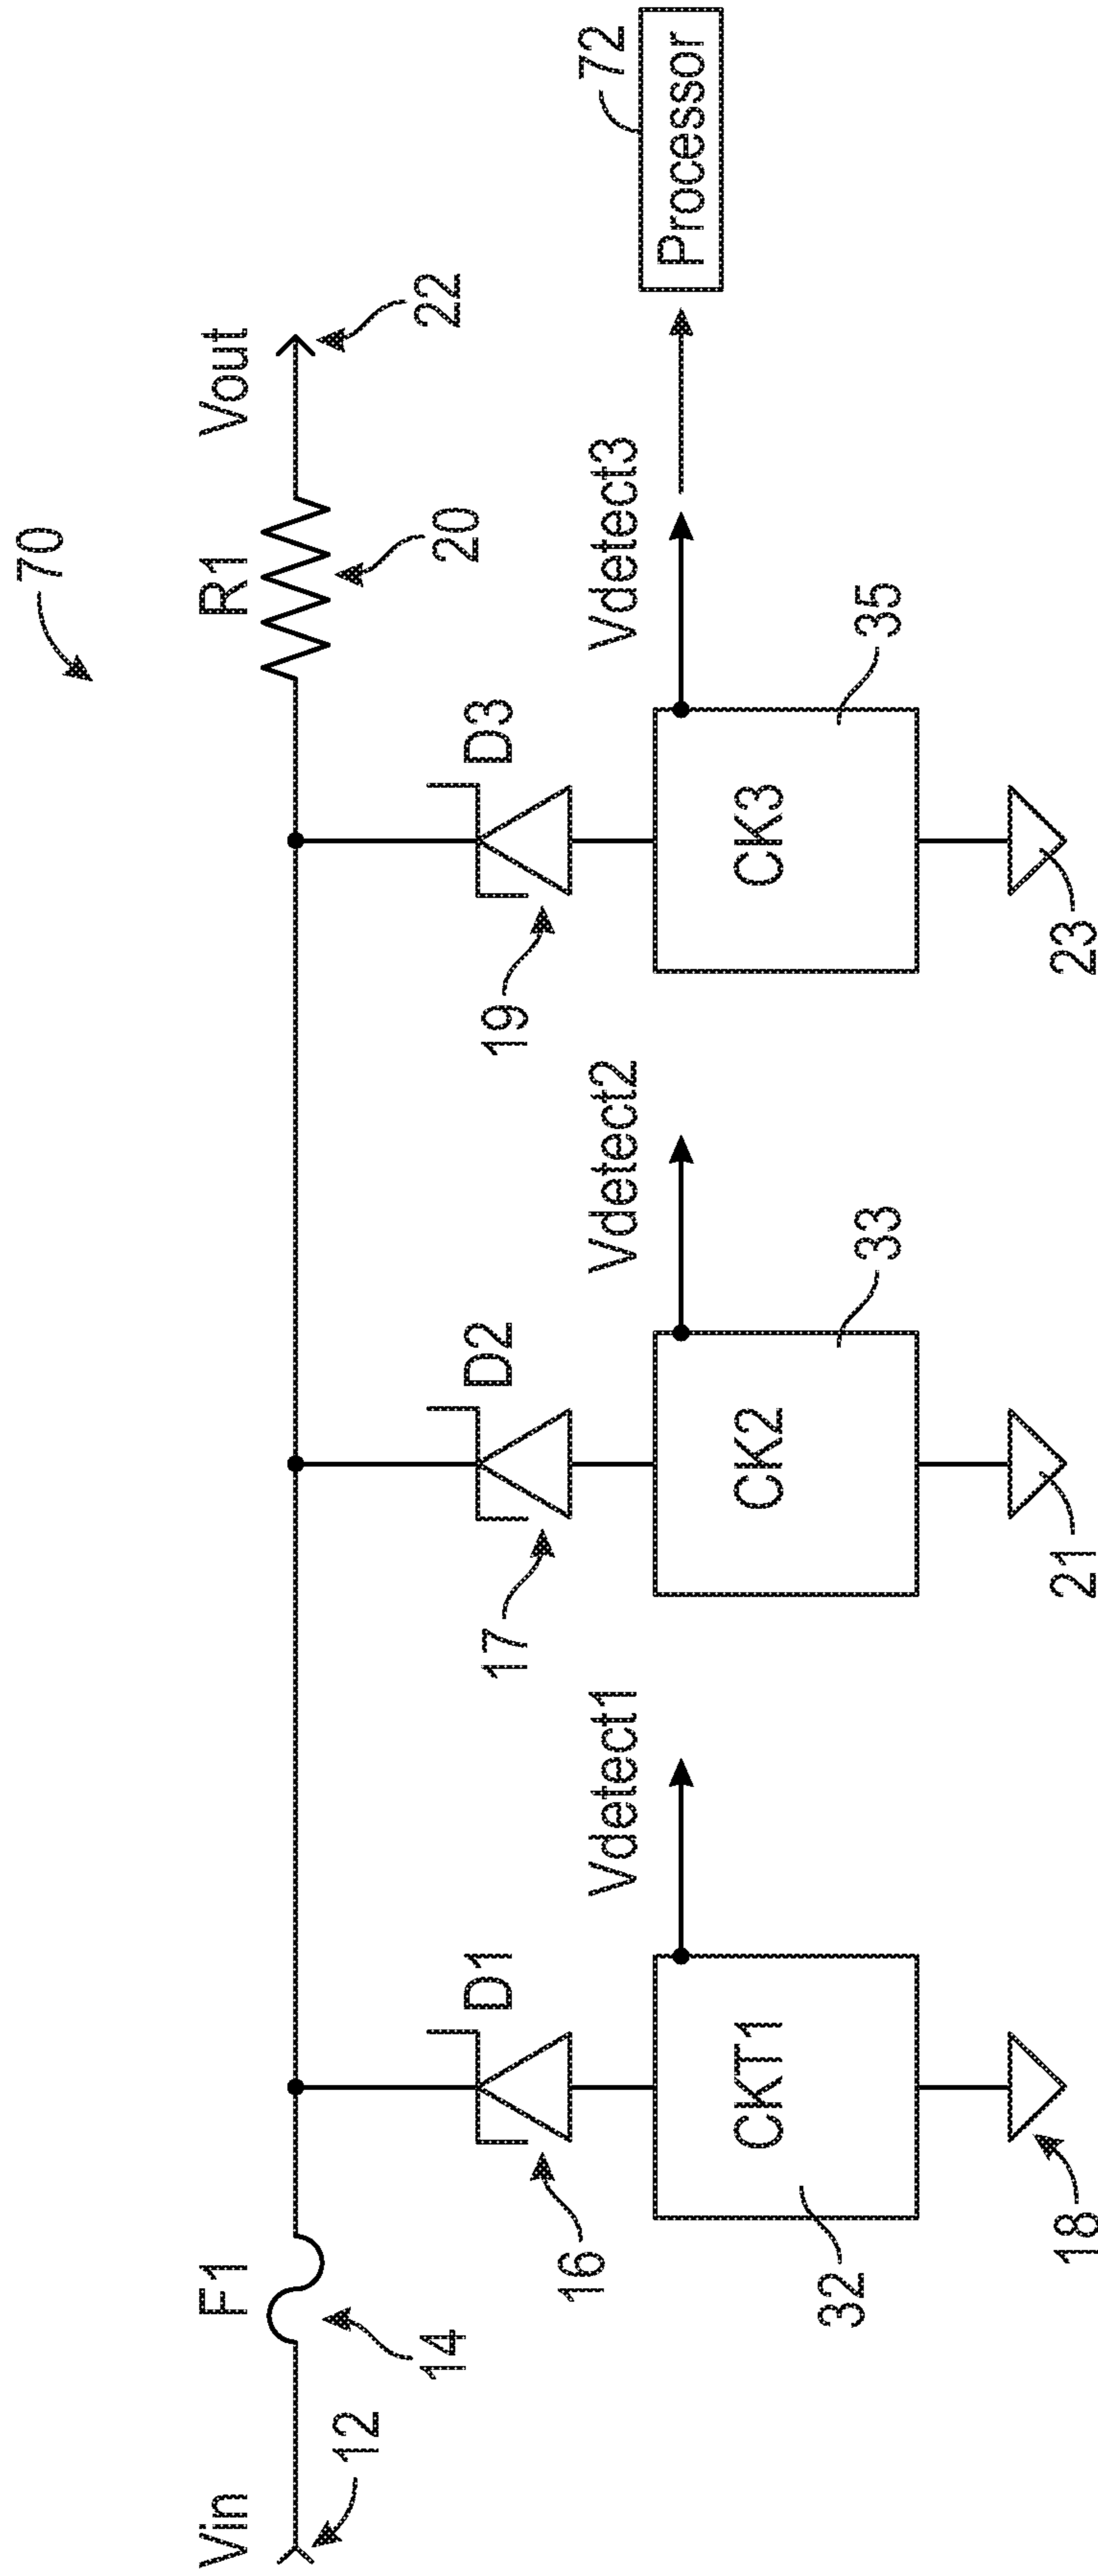 70
Vin
F1
R1
Vout
12
14
20
22
D1
D2
D3
16
17
19
Vdetect1
Vdetect2
Vdetect3
72
Processor
CKT1
CK2
CK3
32
33
35
18
21
23